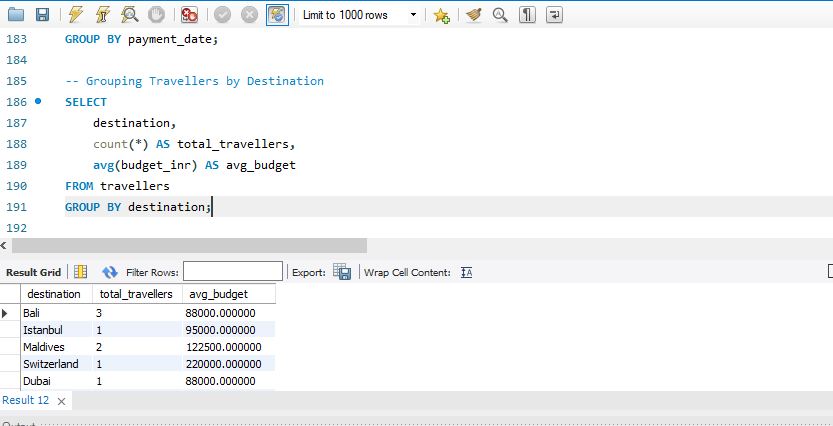 Limit to 1000 rows
183 GROUP BY payment_date;
184
185 -- Grouping Travellers by Destination
186 SELECT
187 destination,
188 count(*) AS total_travellers,
189 avg(budget_inr) AS avg_budget
190 FROM travellers
191 GROUP BY destination;
192
Result Grid Filter Rows: Export: Wrap Cell Content:
destination total_travellers avg_budget
Bali 3 88000.000000
Istanbul 1 95000.000000
Maldives 2 122500.000000
Switzerland 1 220000.000000
Dubai 1 88000.000000
Result 12
Output